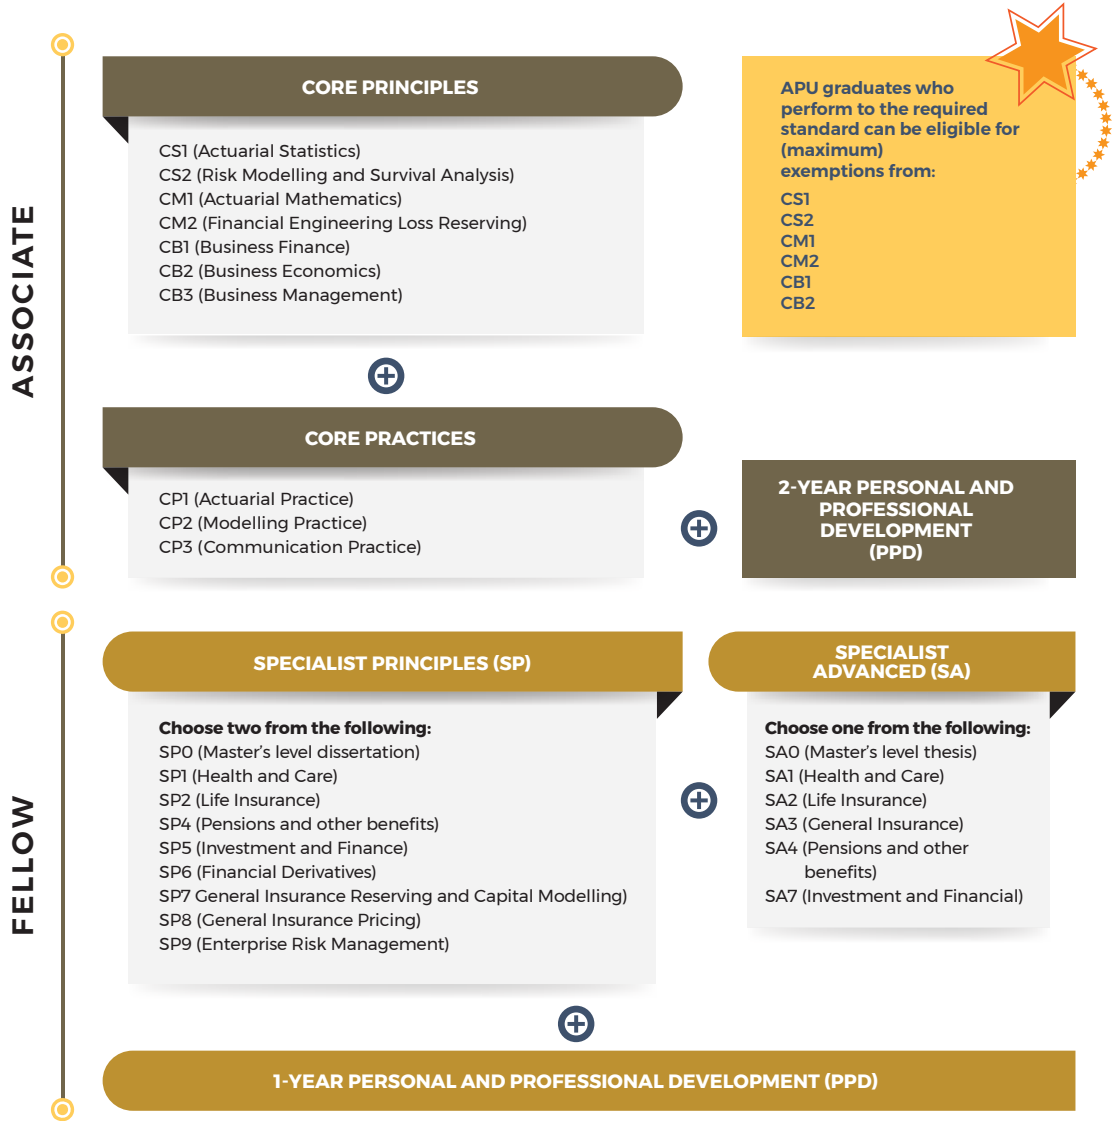 ASSOCIATE
CORE PRINCIPLES
CS1 (Actuarial Statistics)
CS2 (Risk Modelling and Survival Analysis)
CM1 (Actuarial Mathematics)
CM2 (Financial Engineering Loss Reserving)
CB1 (Business Finance)
CB2 (Business Economics)
CB3 (Business Management)
APU graduates who
perform to the required
standard can be eligible for
(maximum)
exemptions from:
CS1
CS2
CM1
CM2
CB1
CB2
CORE PRACTICES
CP1 (Actuarial Practice)
CP2 (Modelling Practice)
CP3 (Communication Practice)
2-YEAR PERSONAL AND
PROFESSIONAL
DEVELOPMENT
(PPD)
FELLOW
SPECIALIST PRINCIPLES (SP)
Choose two from the following:
SP0 (Master's level dissertation)
SP1 (Health and Care)
SP2 (Life Insurance)
SP4 (Pensions and other benefits)
SP5 (Investment and Finance)
SP6 (Financial Derivatives)
SP7 General Insurance Reserving and Capital Modelling)
SP8 (General Insurance Pricing)
SP9 (Enterprise Risk Management)
SPECIALIST
ADVANCED (SA)
Choose one from the following:
SA0 (Master's level thesis)
SA1 (Health and Care)
SA2 (Life Insurance)
SA3 (General Insurance)
SA4 (Pensions and other
benefits)
SA7 (Investment and Financial)
1-YEAR PERSONAL AND PROFESSIONAL DEVELOPMENT (PPD)